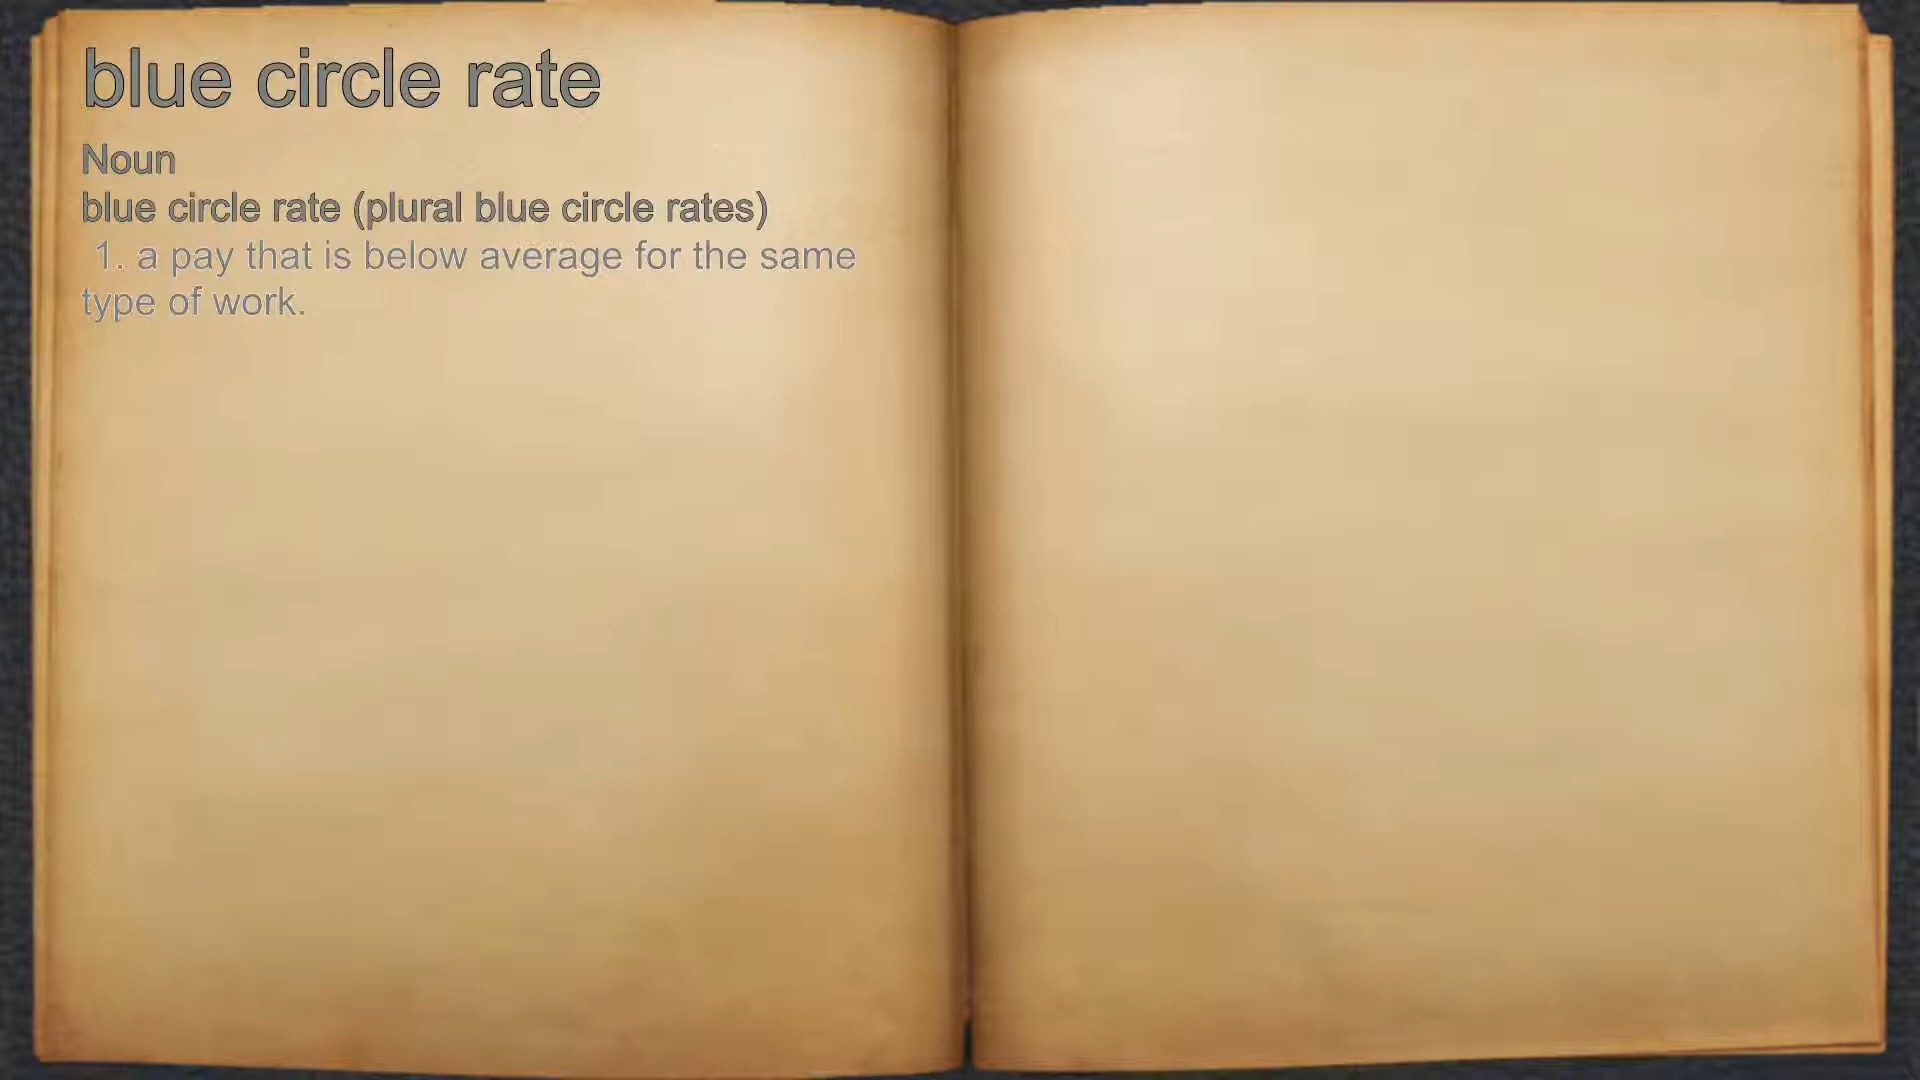 blue circle rate
Noun
blue circle rate (plural blue circle rates)
1. a pay that is below average for the same
type of work.